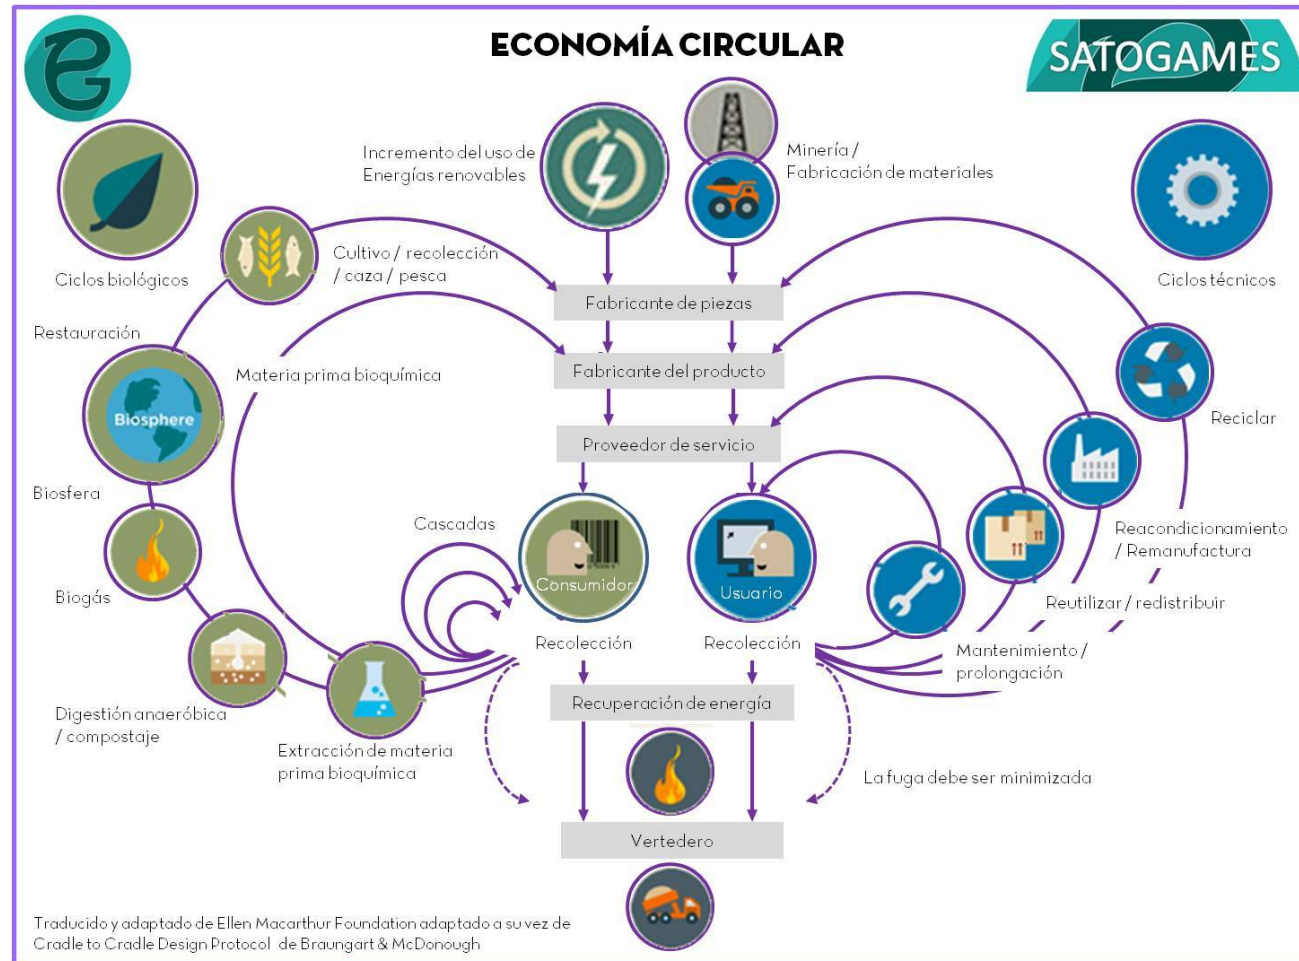 ECONOMÍA CIRCULAR
SATOGAMES
Incremento del uso de
Energías renovables
Minería /
Fabricación de materiales
Ciclos biológicos
Cultivo / recolección
/ caza / pesca
Ciclos técnicos
Fabricante de piezas
Restauración
Materia prima bioquímica
Fabricante del producto
Biosphere
Reciclar
Proveedor de servicio
Biosfera
Cascadas
Reacondicionamiento
/ Remanufactura
Consumidor
Usuario
Biogás
Reutilizar / redistribuir
Recolección
Recolección
Mantenimiento /
prolongación
Recuperación de energía
Digestión anaeróbica
/ compostaje
Extracción de materia
prima bioquímica
La fuga debe ser minimizada
Vertedero
Traducido y adaptado de Ellen Macarthur Foundation adaptado a su vez de
Cradle to Cradle Design Protocol de Braungart & McDonough